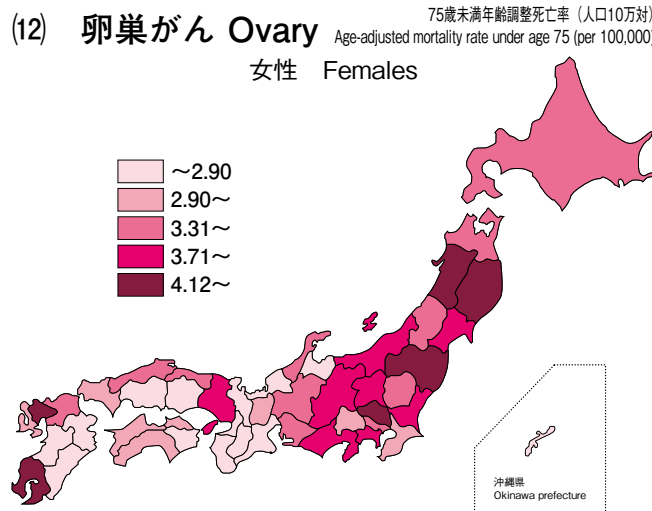 ⑿ 卵巣がん Ovary
75歳未満年齢調整死亡率（人口10万対）
Age-adjusted mortality rate under age 75 (per 100,000)
女性 Females
～2.90
2.90～
3.31～
3.71～
4.12～
沖縄県
Okinawa prefecture